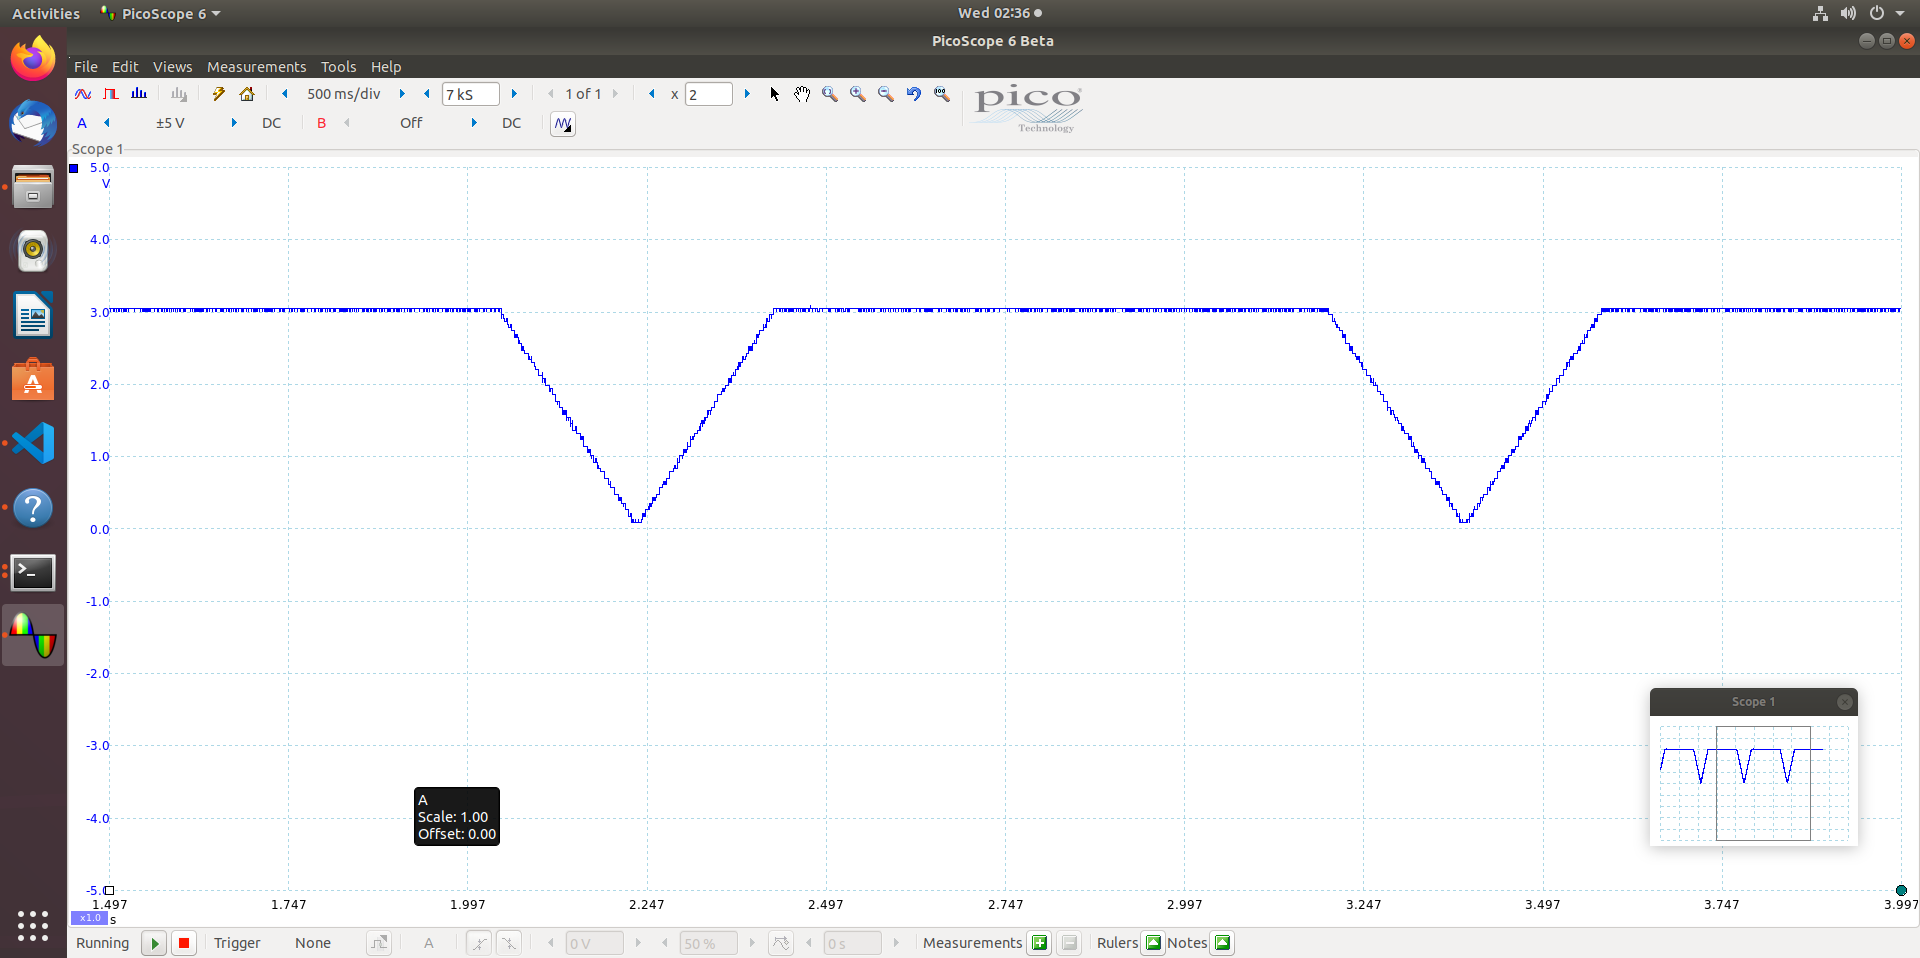 Activities PicoScope 6 Wed 02:36
PicoScope 6 Beta
File Edit Views Measurements Tools Help
500 ms/div 7 kS 1 of 1 x 2
pico
Technology
A ±5 V DC B Off DC
Scope 1
5.0
V
4.0
3.0
2.0
1.0
0.0
-1.0
-2.0
-3.0
-4.0
-5.0
A
Scale: 1.00
Offset: 0.00
Scope 1
1.497 1.747 1.997 2.247 2.497 2.747 2.997 3.247 3.497 3.747 3.997
x1.0 s
Running Trigger None A 0 V 50 % 0 s Measurements Rulers Notes